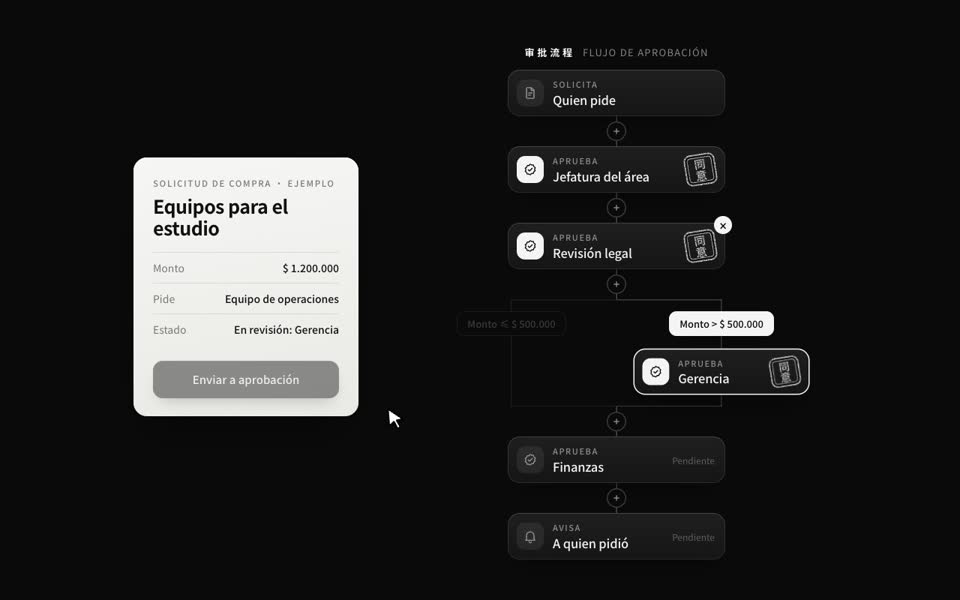 审批流程 FLUJO DE APROBACIÓN
SOLICITUD DE COMPRA · EJEMPLO
Equipos para el
estudio
Monto $ 1.200.000
Pide Equipo de operaciones
Estado En revisión: Gerencia
Enviar a aprobación
SOLICITA
Quien pide
APRUEBA
Jefatura del área
同意
APRUEBA
Revisión legal
同意
Monto ≤ $ 500.000
Monto > $ 500.000
APRUEBA
Gerencia
同意
APRUEBA
Finanzas
Pendiente
AVISA
A quien pidió
Pendiente